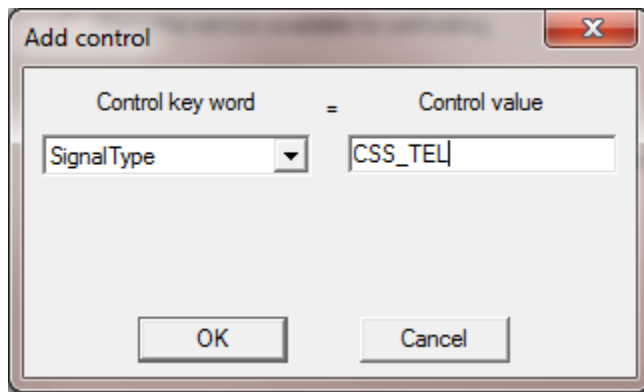 Add control
Control key word = Control value
SignalType CSS_TEL
OK Cancel